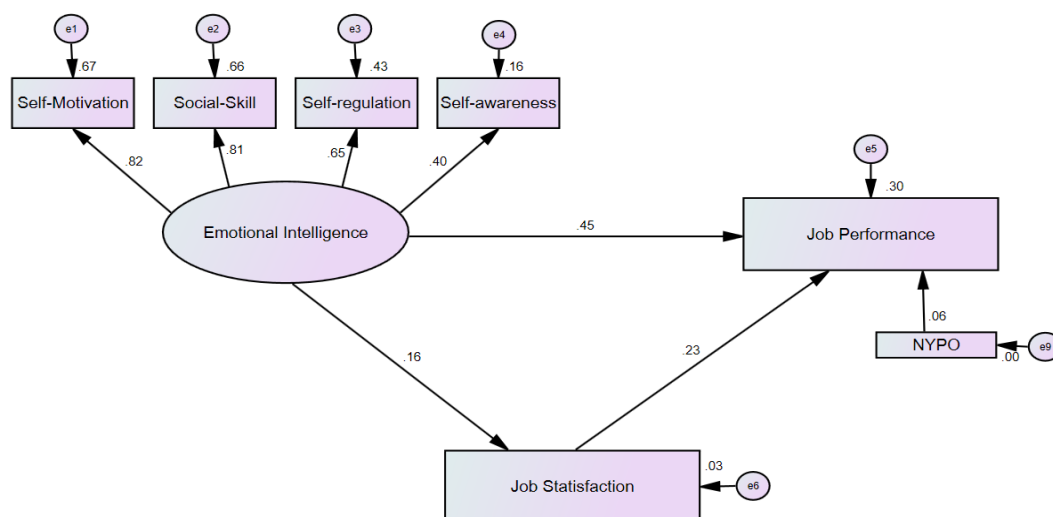 e1
e2
e3
e4
.67
.66
.43
.16
Self-Motivation
Social-Skill
Self-regulation
Self-awareness
.82
.81
.65
.40
e5
.30
Emotional Intelligence
.45
Job Performance
.06
NYPO
e9
.00
.16
.23
Job Statisfaction
.03
e6